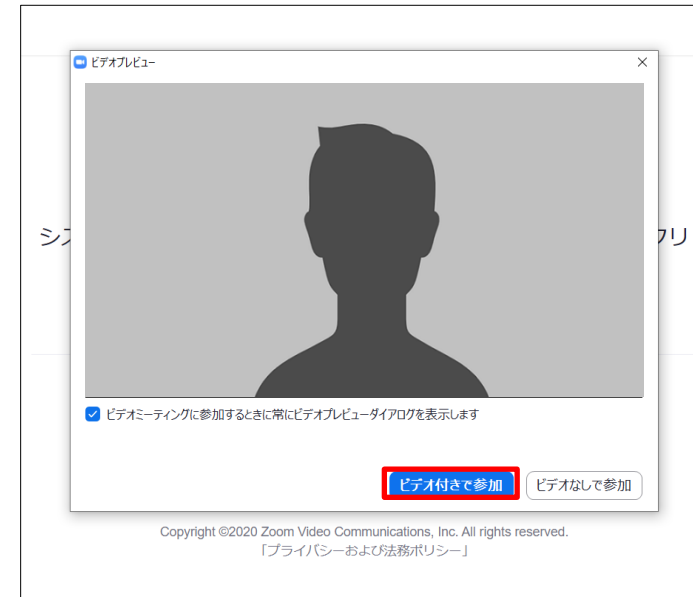 ビデオプレビュー
シス
クリ
ビデオミーティングに参加するときに常にビデオプレビューダイアログを表示します
ビデオ付きで参加
ビデオなしで参加
Copyright ©2020 Zoom Video Communications, Inc. All rights reserved.
「プライバシーおよび法務ポリシー」